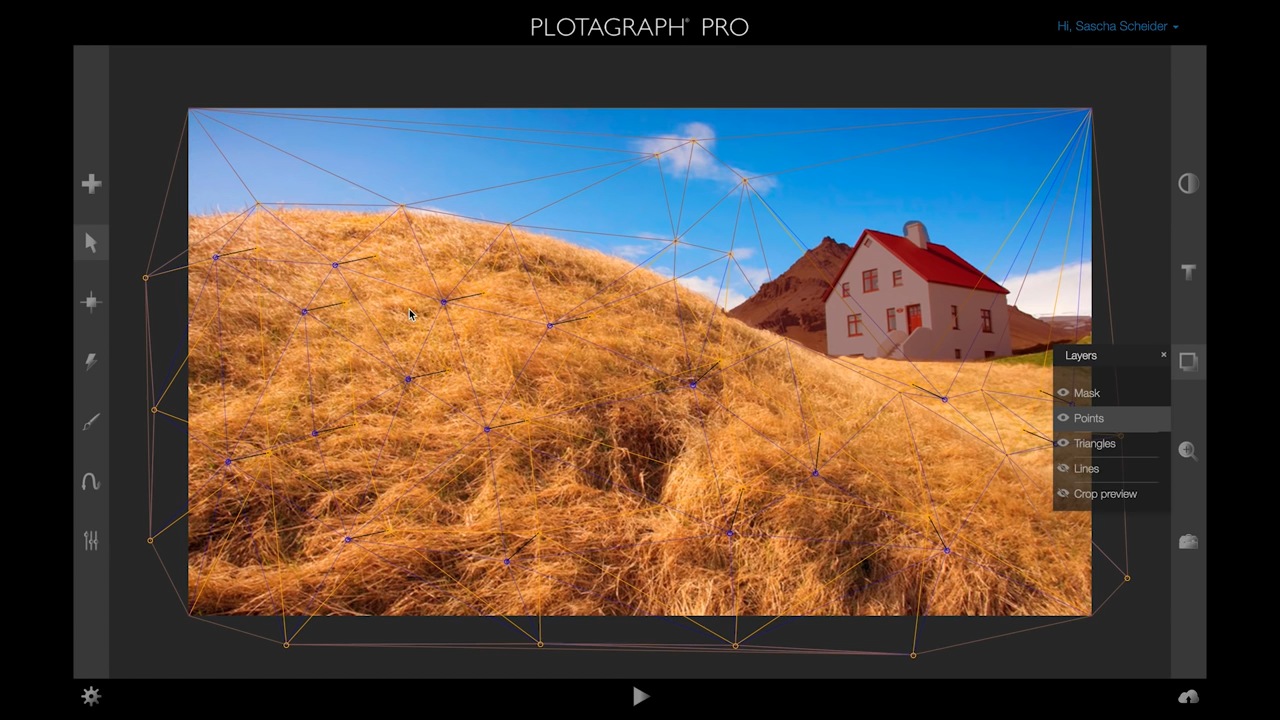 PLOTAGRAPH® PRO
Hi, Sascha Scheider
Layers
Mask
Points
Triangles
Lines
Crop preview